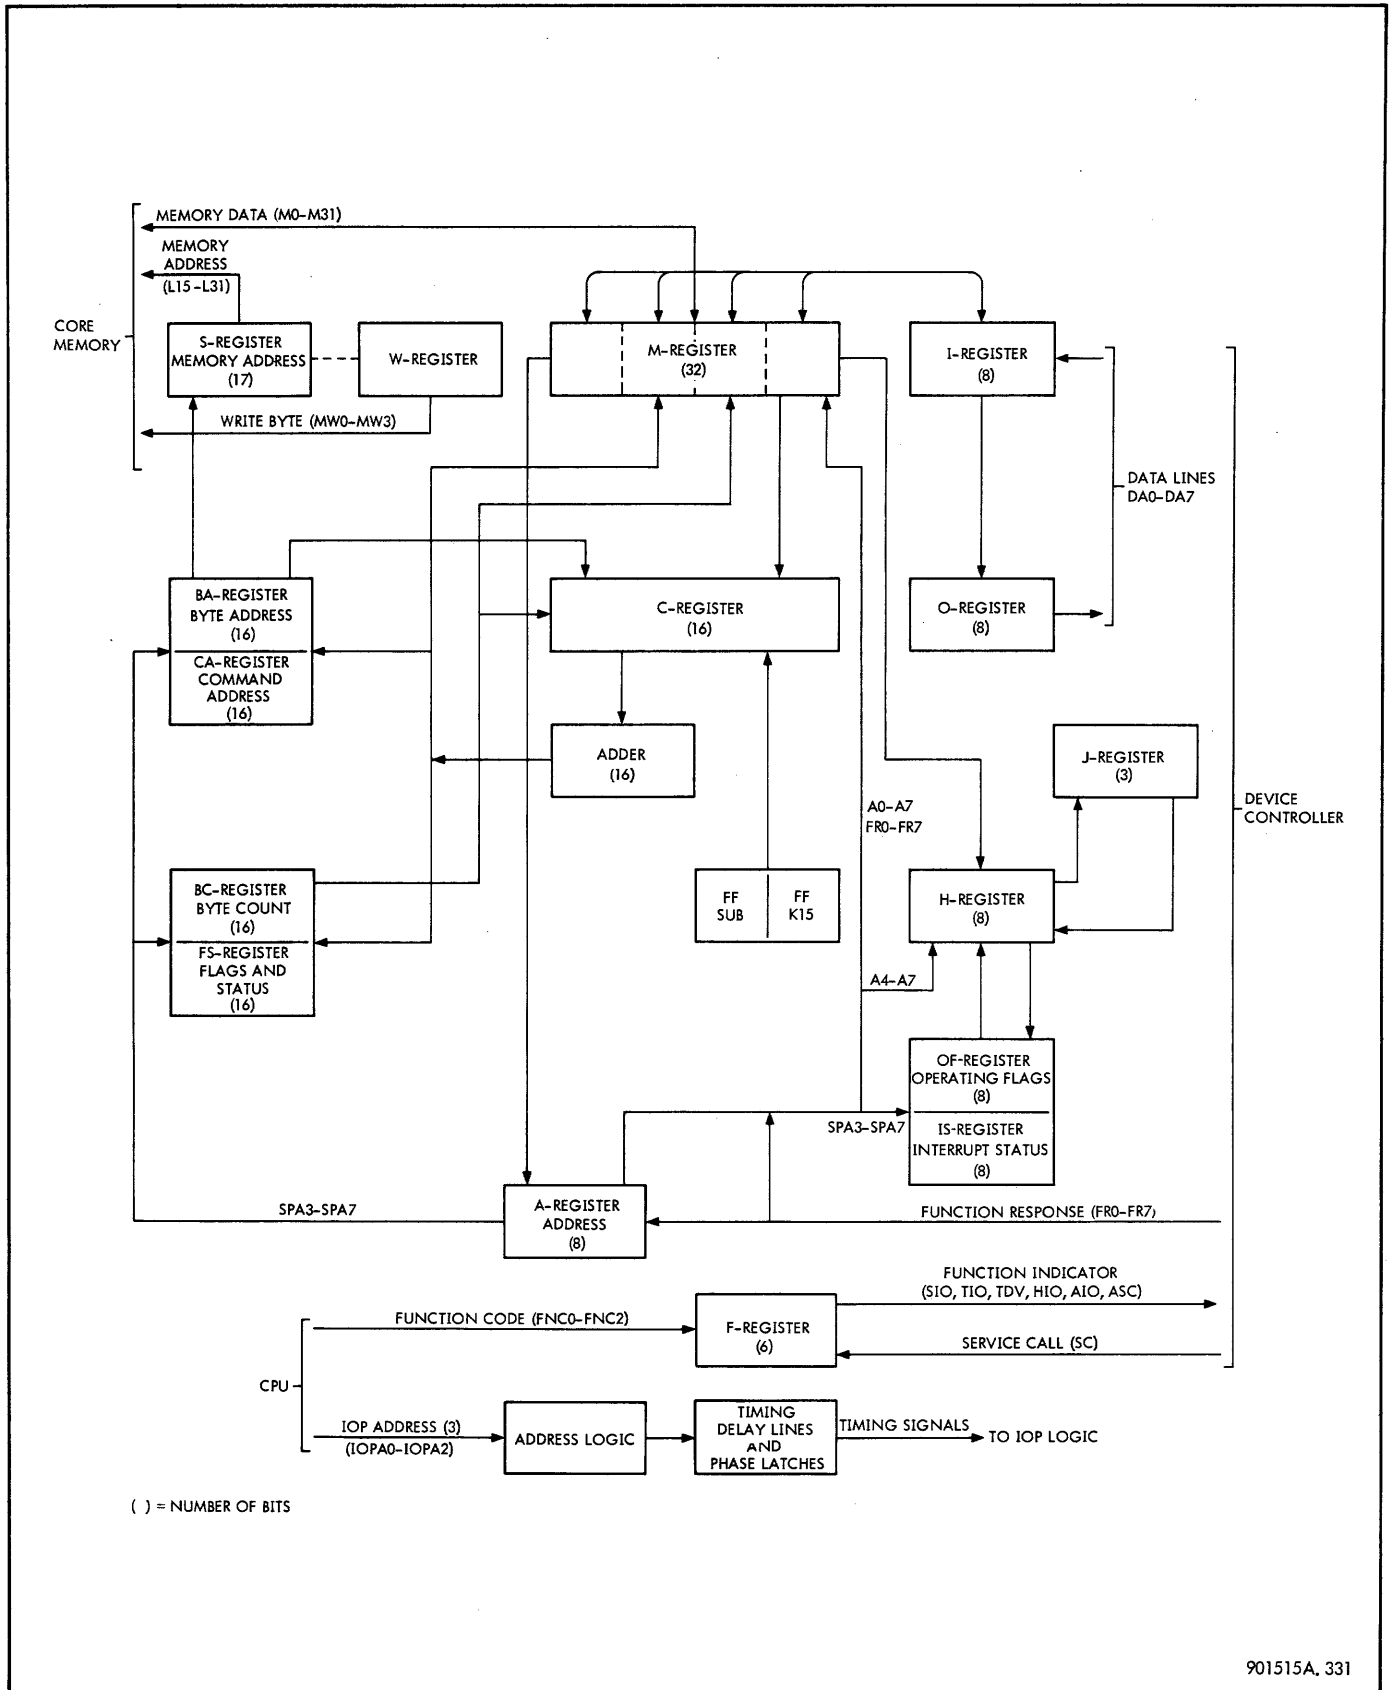 MEMORY DATA (M0-M31)
MEMORY
ADDRESS
(L15-L31)
CORE
MEMORY
S-REGISTER
MEMORY ADDRESS
(17)
W-REGISTER
M-REGISTER
(32)
I-REGISTER
(8)
WRITE BYTE (MW0-MW3)
DATA LINES
DA0-DA7
BA-REGISTER
BYTE ADDRESS
(16)
CA-REGISTER
COMMAND
ADDRESS
(16)
C-REGISTER
(16)
O-REGISTER
(8)
ADDER
(16)
J-REGISTER
(3)
A0-A7
FR0-FR7
DEVICE
CONTROLLER
BC-REGISTER
BYTE COUNT
(16)
FS-REGISTER
FLAGS AND
STATUS
(16)
FF
SUB
FF
K15
H-REGISTER
(8)
A4-A7
OF-REGISTER
OPERATING FLAGS
(8)
IS-REGISTER
INTERRUPT STATUS
(8)
SPA3-SPA7
SPA3-SPA7
A-REGISTER
ADDRESS
(8)
FUNCTION RESPONSE (FR0-FR7)
FUNCTION INDICATOR
(SIO, TIO, TDV, HIO, AIO, ASC)
FUNCTION CODE (FNC0-FNC2)
F-REGISTER
(6)
SERVICE CALL (SC)
CPU
IOP ADDRESS (3)
(IOPA0-IOPA2)
ADDRESS LOGIC
TIMING
DELAY LINES
AND
PHASE LATCHES
TIMING SIGNALS
TO IOP LOGIC
( ) = NUMBER OF BITS
901515A. 331